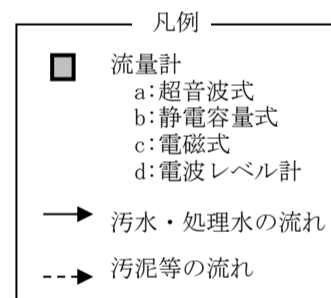 凡例
流量計
a:超音波式
b:静電容量式
c:電磁式
d:電波レベル計
汚水・処理水の流れ
汚泥等の流れ